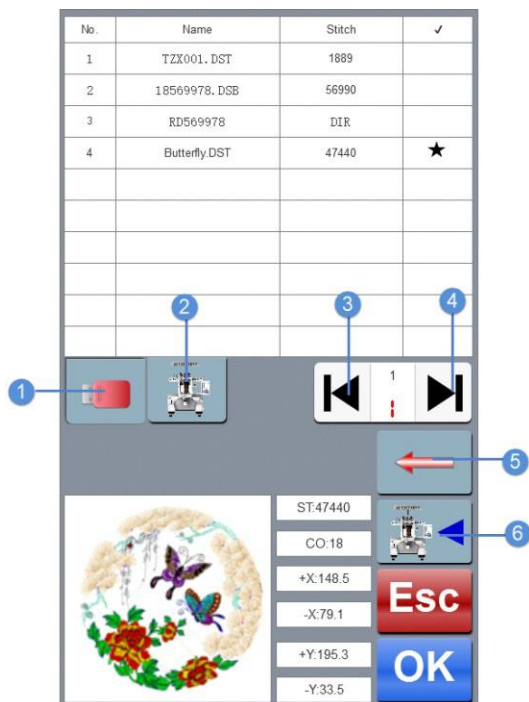 No. Name Stitch ✓
1 TZX001.DST 1889
2 18569978.DSB 56990
3 RD569978 DIR
4 Butterfly.DST 47440 ★
2
3
4
1
1
5
ST:47440
CO:18
6
+X:148.5
Esc
-X:79.1
+Y:195.3
OK
-Y:33.5